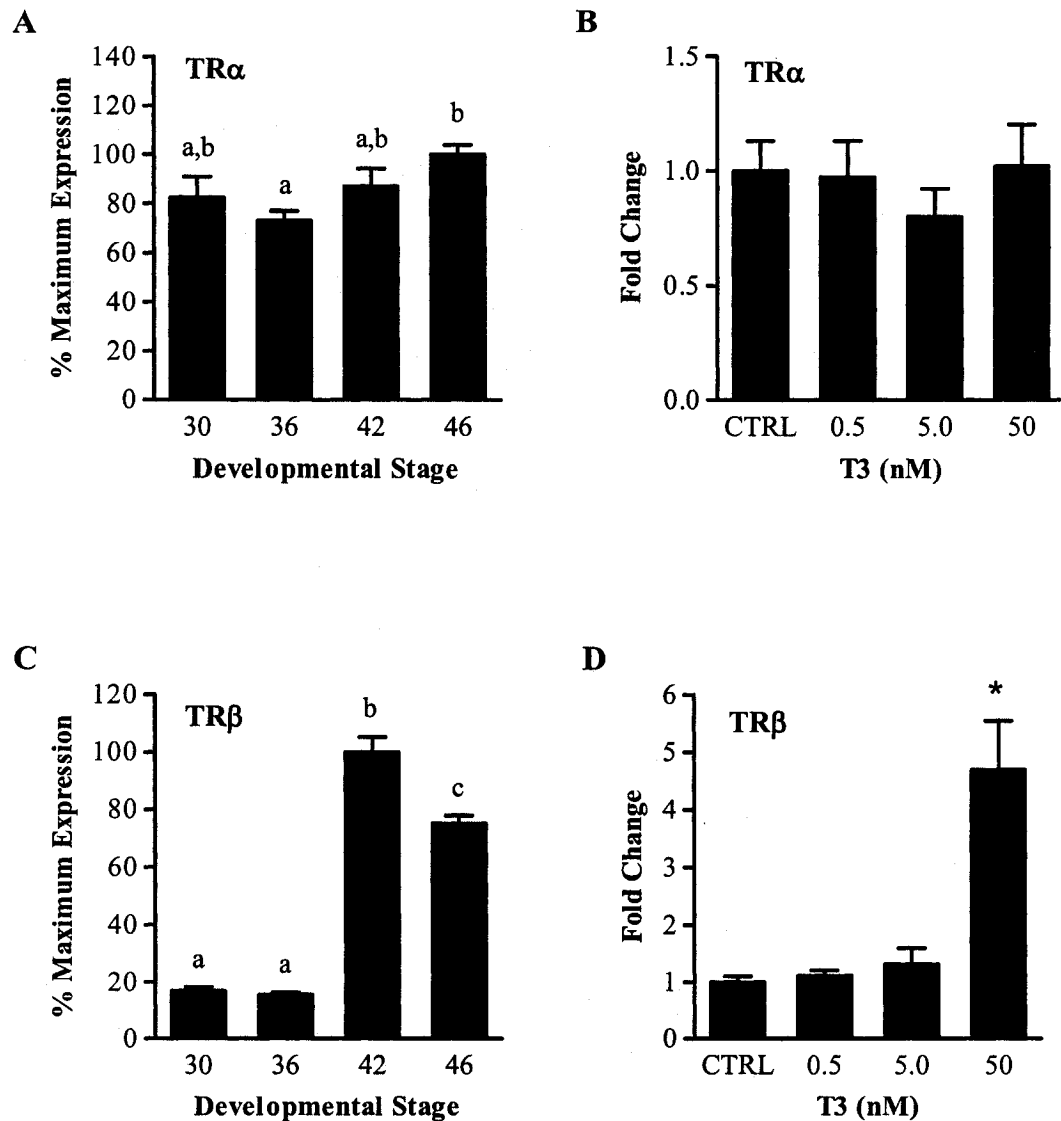 A
TRα
% Maximum Expression
140
120
100
80
60
40
20
0
a,b
a
a,b
b
30 36 42 46
Developmental Stage
B
TRα
Fold Change
1.5
1.0
0.5
0.0
CTRL 0.5 5.0 50
T3 (nM)
C
TRβ
% Maximum Expression
120
100
80
60
40
20
0
a
a
b
c
30 36 42 46
Developmental Stage
D
TRβ
Fold Change
6
5
4
3
2
1
0
*
CTRL 0.5 5.0 50
T3 (nM)